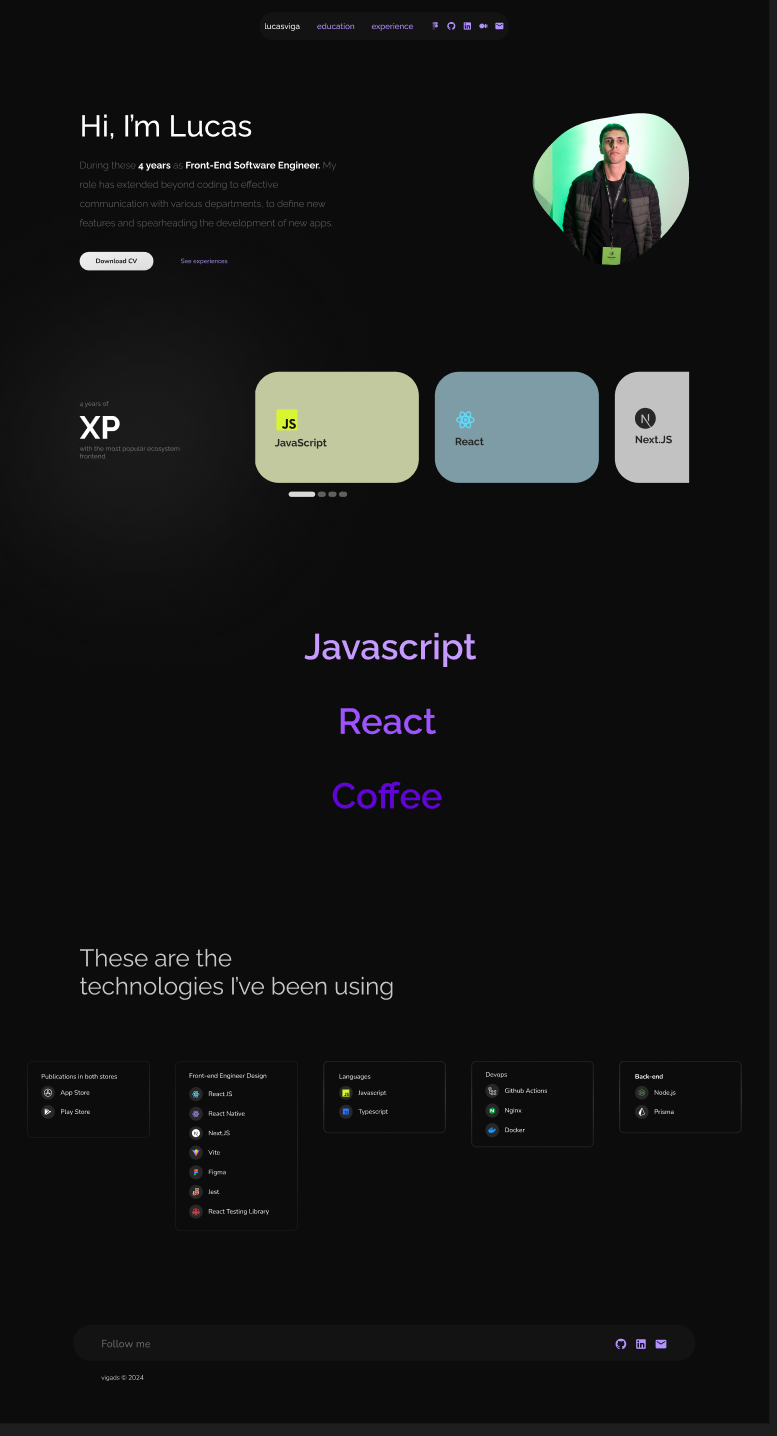 lucasviga education experience
Hi, I'm Lucas
During these 4 years as Front-End Software Engineer. My
role has extended beyond coding to effective
communication with various departments, to define new
features and spearheading the development of new apps.
Download CV See experiences
4 years of
XP
with the most popular ecosystem
frontend
JS
JavaScript
React
N
Next.JS
Javascript
React
Coffee
These are the
technologies I've been using
Publications in both stores
App Store
Play Store
Front-end Engineer Design
React JS
React Native
Next.JS
Vite
Figma
Jest
React Testing Library
Languages
Javascript
Typescript
Devops
Github Actions
Nginx
Docker
Back-end
Node.js
Prisma
Follow me
vigads © 2024